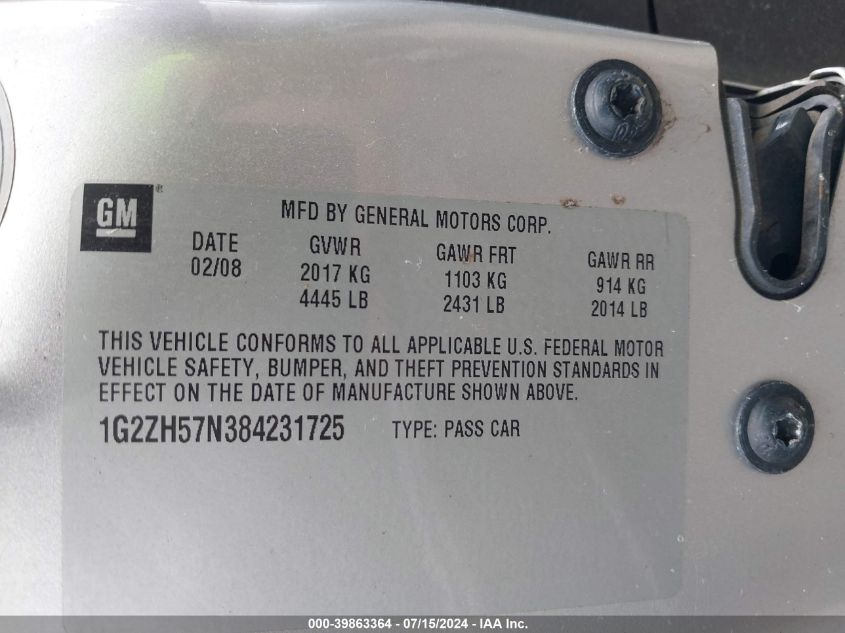 GM ®
MFD BY GENERAL MOTORS CORP.
DATE GVWR GAWR FRT GAWR RR
02/08 2017 KG 1103 KG 914 KG
4445 LB 2431 LB 2014 LB
THIS VEHICLE CONFORMS TO ALL APPLICABLE U.S. FEDERAL MOTOR
VEHICLE SAFETY, BUMPER, AND THEFT PREVENTION STANDARDS IN
EFFECT ON THE DATE OF MANUFACTURE SHOWN ABOVE.
1G2ZH57N384231725 TYPE: PASS CAR
000-39863364 - 07/15/2024 - IAA Inc.